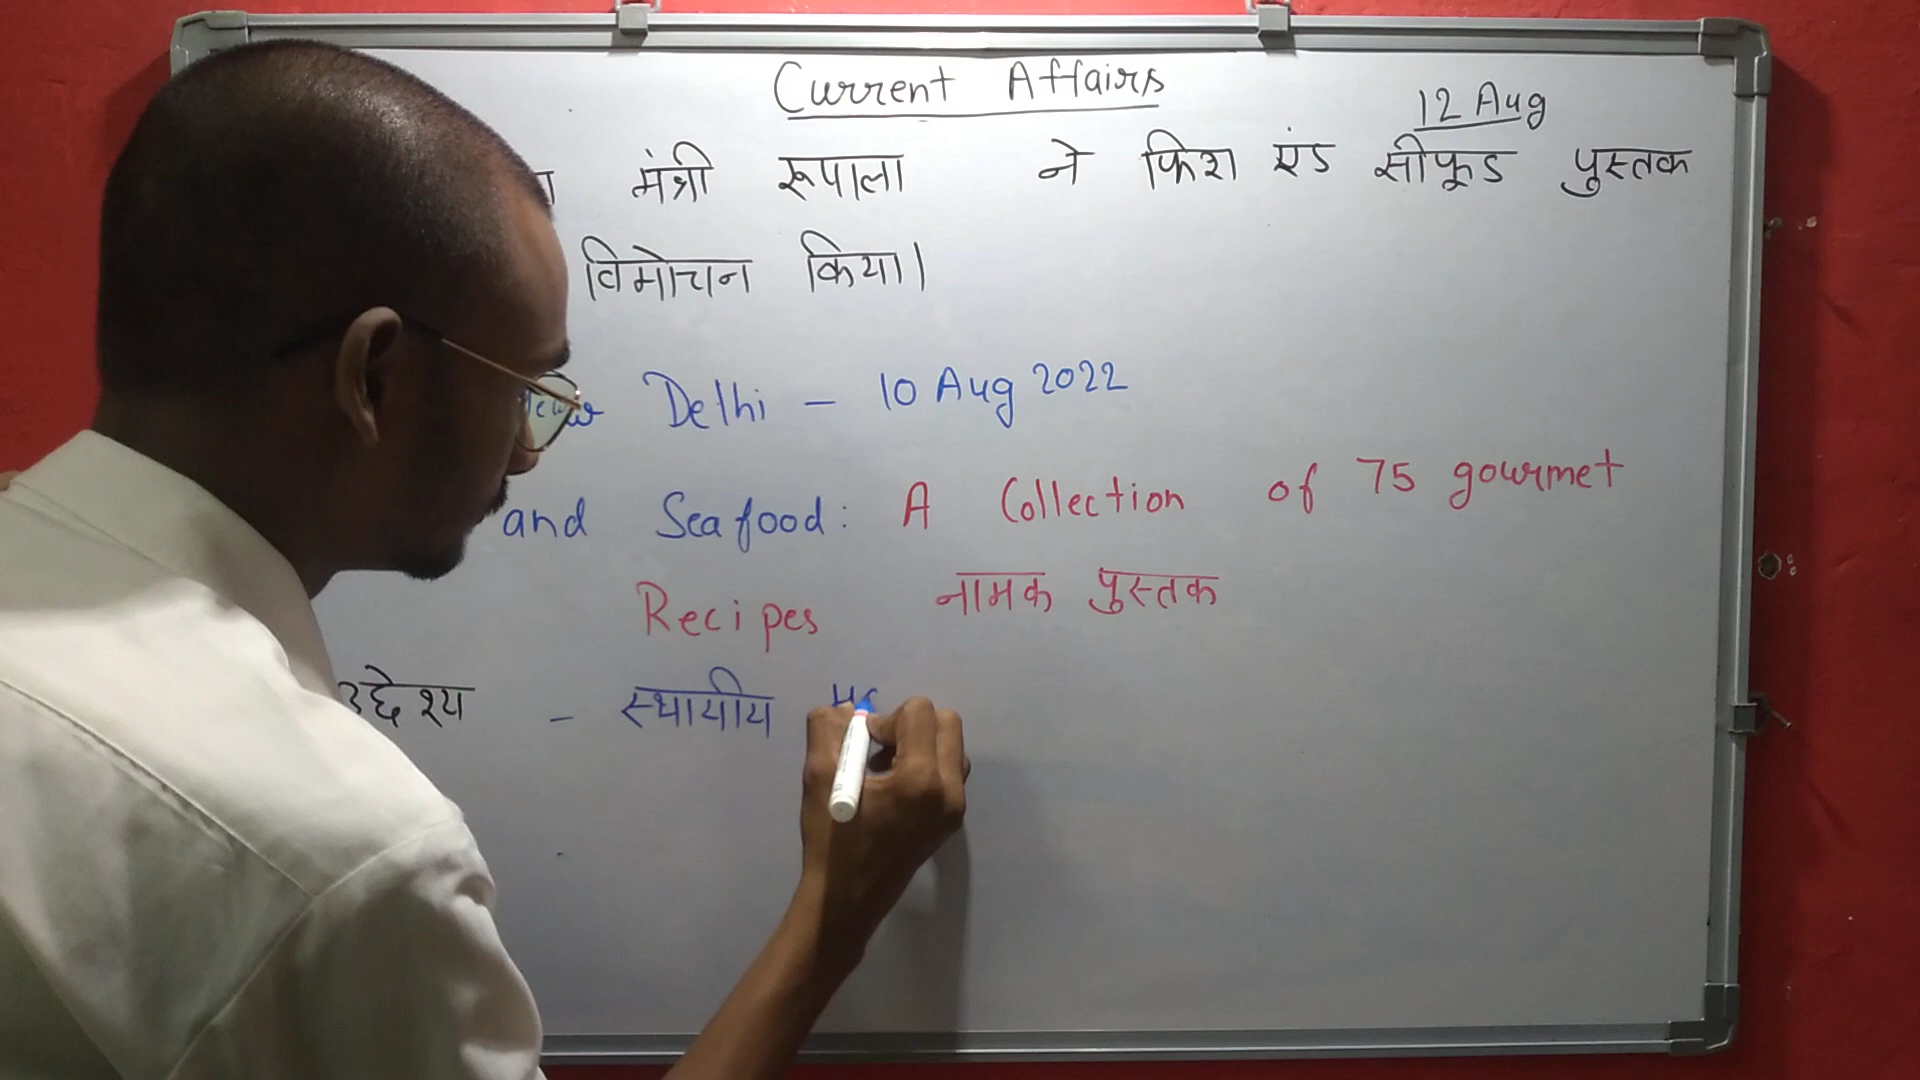 Current Affairs
12 Aug
मंत्री रूपाला ने फिश एंड सीफूड पुस्तक
विमोचन किया।
Delhi - 10 Aug 2022
and Seafood: A Collection of 75 gourmet
Recipes नामक पुस्तक
उद्देश्य - स्थायीय